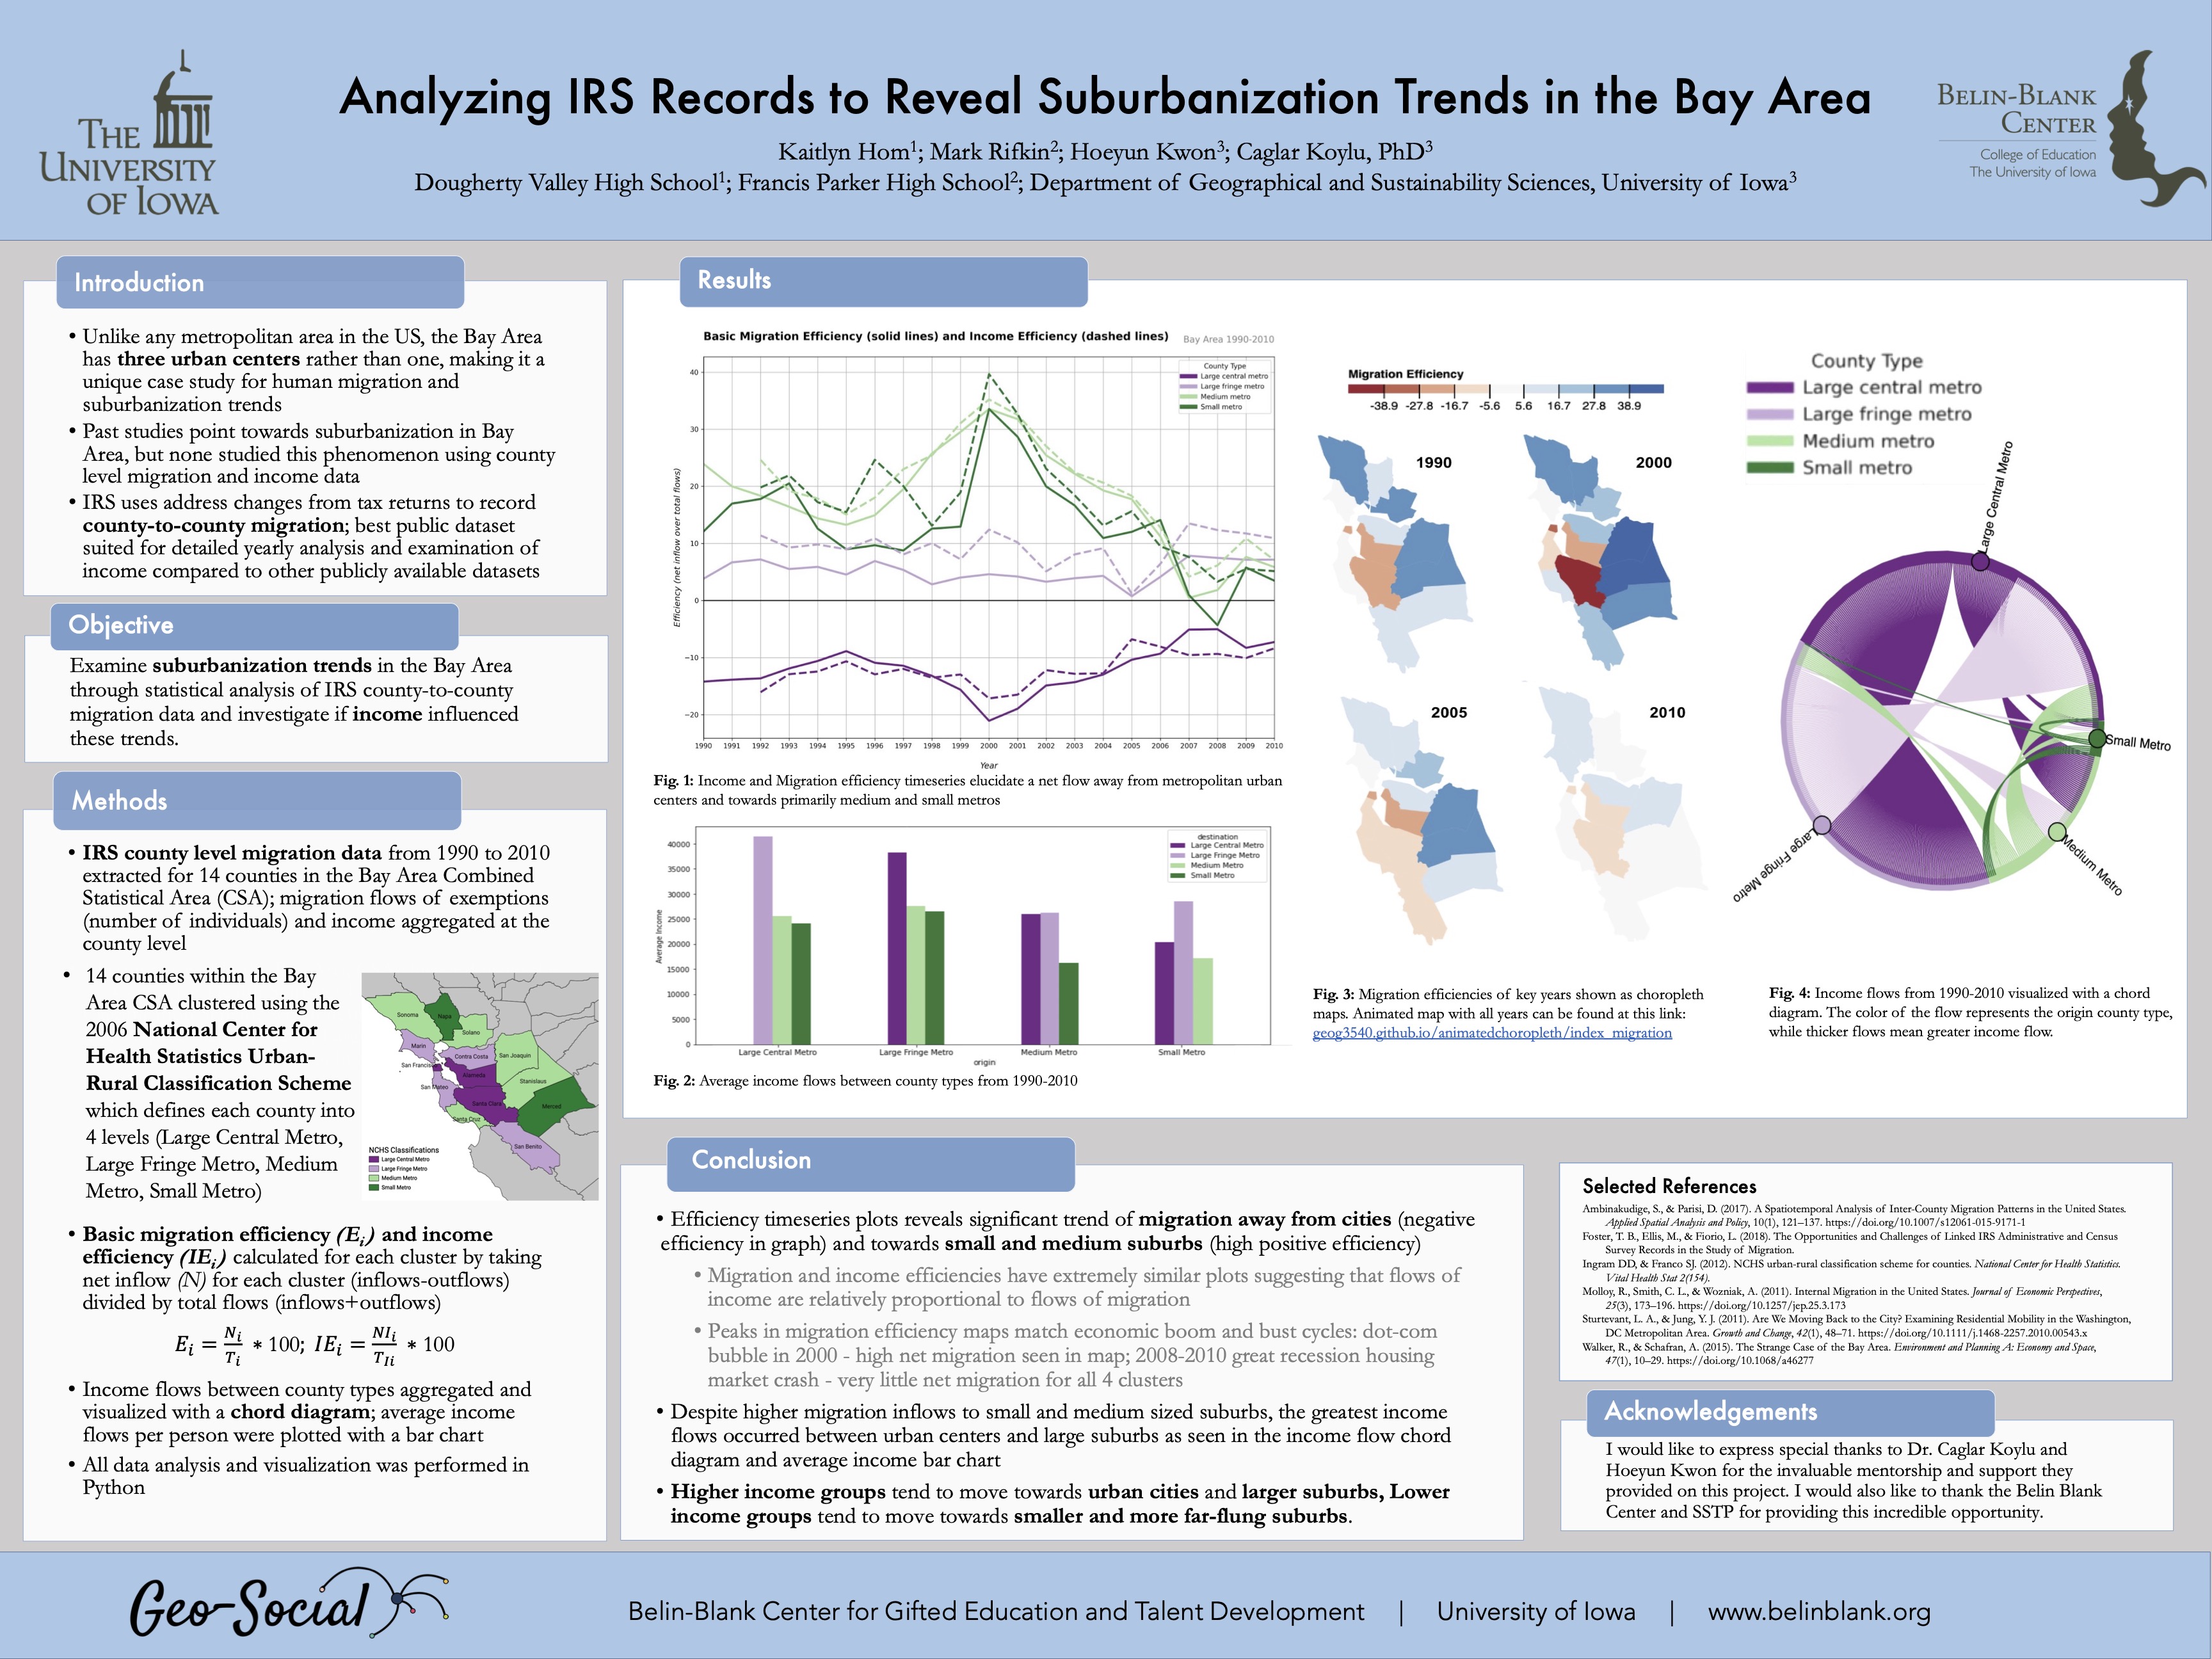 THE
UNIVERSITY
OF IOWA
Analyzing IRS Records to Reveal Suburbanization Trends in the Bay Area
Kaitlyn Hom1; Mark Rifkin2; Hoeyun Kwon3; Caglar Koylu, PhD3
Dougherty Valley High School1; Francis Parker High School2; Department of Geographical and Sustainability Sciences, University of Iowa3
BELIN-BLANK
CENTER
College of Education
The University of Iowa
Introduction
• Unlike any metropolitan area in the US, the Bay Area
has three urban centers rather than one, making it a
unique case study for human migration and
suburbanization trends
• Past studies point towards suburbanization in Bay
Area, but none studied this phenomenon using county
level migration and income data
• IRS uses address changes from tax returns to record
county-to-county migration; best public dataset
suited for detailed yearly analysis and examination of
income compared to other publicly available datasets
Objective
Examine suburbanization trends in the Bay Area
through statistical analysis of IRS county-to-county
migration data and investigate if income influenced
these trends.
Methods
• IRS county level migration data from 1990 to 2010
extracted for 14 counties in the Bay Area Combined
Statistical Area (CSA); migration flows of exemptions
(number of individuals) and income aggregated at the
county level
• 14 counties within the Bay
Area CSA clustered using the
2006 National Center for
Health Statistics Urban-
Rural Classification Scheme
which defines each county into
4 levels (Large Central Metro,
Large Fringe Metro, Medium
Metro, Small Metro)
Sonoma
Napa
Solano
Marin
Contra Costa
San Joaquin
San Francisco
Alameda
Stanislaus
San Mateo
Santa Clara
Merced
Santa Cruz
San Benito
NCHS Classifications
Large Central Metro
Large Fringe Metro
Medium Metro
Small Metro
• Basic migration efficiency (Ei) and income
efficiency (IEi) calculated for each cluster by taking
net inflow (N) for each cluster (inflows-outflows)
divided by total flows (inflows+outflows)
Ei = Ni/Ti * 100; IEi = NIi/TIi * 100
• Income flows between county types aggregated and
visualized with a chord diagram; average income
flows per person were plotted with a bar chart
• All data analysis and visualization was performed in
Python
Results
Basic Migration Efficiency (solid lines) and Income Efficiency (dashed lines) Bay Area 1990-2010
County Type
Large central metro
Large fringe metro
Medium metro
Small metro
Efficiency (net inflow over total flows)
40
30
20
10
0
−10
−20
1990 1991 1992 1993 1994 1995 1996 1997 1998 1999 2000 2001 2002 2003 2004 2005 2006 2007 2008 2009 2010
Year
Fig. 1: Income and Migration efficiency timeseries elucidate a net flow away from metropolitan urban
centers and towards primarily medium and small metros
destination
Large Central Metro
Large Fringe Metro
Medium Metro
Small Metro
Average Income
40000
35000
30000
25000
20000
15000
10000
5000
0
Large Central Metro Large Fringe Metro Medium Metro Small Metro
origin
Fig. 2: Average income flows between county types from 1990-2010
Migration Efficiency
-38.9 -27.8 -16.7 -5.6 5.6 16.7 27.8 38.9
1990
2000
2005
2010
Fig. 3: Migration efficiencies of key years shown as choropleth
maps. Animated map with all years can be found at this link:
geog3540.github.io/animatedchoropleth/index_migration
County Type
Large central metro
Large fringe metro
Medium metro
Small metro
Large Central Metro
Small Metro
Medium Metro
Large Fringe Metro
Fig. 4: Income flows from 1990-2010 visualized with a chord
diagram. The color of the flow represents the origin county type,
while thicker flows mean greater income flow.
Conclusion
• Efficiency timeseries plots reveals significant trend of migration away from cities (negative
efficiency in graph) and towards small and medium suburbs (high positive efficiency)
• Migration and income efficiencies have extremely similar plots suggesting that flows of
income are relatively proportional to flows of migration
• Peaks in migration efficiency maps match economic boom and bust cycles: dot-com
bubble in 2000 - high net migration seen in map; 2008-2010 great recession housing
market crash - very little net migration for all 4 clusters
• Despite higher migration inflows to small and medium sized suburbs, the greatest income
flows occurred between urban centers and large suburbs as seen in the income flow chord
diagram and average income bar chart
• Higher income groups tend to move towards urban cities and larger suburbs, Lower
income groups tend to move towards smaller and more far-flung suburbs.
Selected References
Ambinakudige, S., & Parisi, D. (2017). A Spatiotemporal Analysis of Inter-County Migration Patterns in the United States.
Applied Spatial Analysis and Policy, 10(1), 121–137. https://doi.org/10.1007/s12061-015-9171-1
Foster, T. B., Ellis, M., & Fiorio, L. (2018). The Opportunities and Challenges of Linked IRS Administrative and Census
Survey Records in the Study of Migration.
Ingram DD, & Franco SJ. (2012). NCHS urban-rural classification scheme for counties. National Center for Health Statistics.
Vital Health Stat 2(154).
Molloy, R., Smith, C. L., & Wozniak, A. (2011). Internal Migration in the United States. Journal of Economic Perspectives,
25(3), 173–196. https://doi.org/10.1257/jep.25.3.173
Sturtevant, L. A., & Jung, Y. J. (2011). Are We Moving Back to the City? Examining Residential Mobility in the Washington,
DC Metropolitan Area. Growth and Change, 42(1), 48–71. https://doi.org/10.1111/j.1468-2257.2010.00543.x
Walker, R., & Schafran, A. (2015). The Strange Case of the Bay Area. Environment and Planning A: Economy and Space,
47(1), 10–29. https://doi.org/10.1068/a46277
Acknowledgements
I would like to express special thanks to Dr. Caglar Koylu and
Hoeyun Kwon for the invaluable mentorship and support they
provided on this project. I would also like to thank the Belin Blank
Center and SSTP for providing this incredible opportunity.
Geo-Social
Belin-Blank Center for Gifted Education and Talent Development | University of Iowa | www.belinblank.org